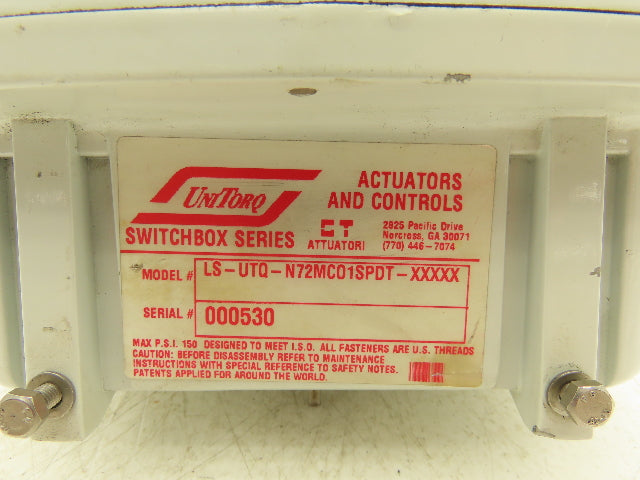 UNITORQ
SWITCHBOX SERIES
ACTUATORS
AND CONTROLS
CT
ATTUATORI
2825 Pacific Drive
Norcross, GA 30071
(770) 446-7074
MODEL # LS-UTQ-N72MC01SPDT-XXXXX
SERIAL # 000530
MAX P.S.I. 150 DESIGNED TO MEET I.S.O. ALL FASTENERS ARE U.S. THREADS
CAUTION: BEFORE DISASSEMBLY REFER TO MAINTENANCE
INSTRUCTIONS WITH SPECIAL REFERENCE TO SAFETY NOTES.
PATENTS APPLIED FOR AROUND THE WORLD.